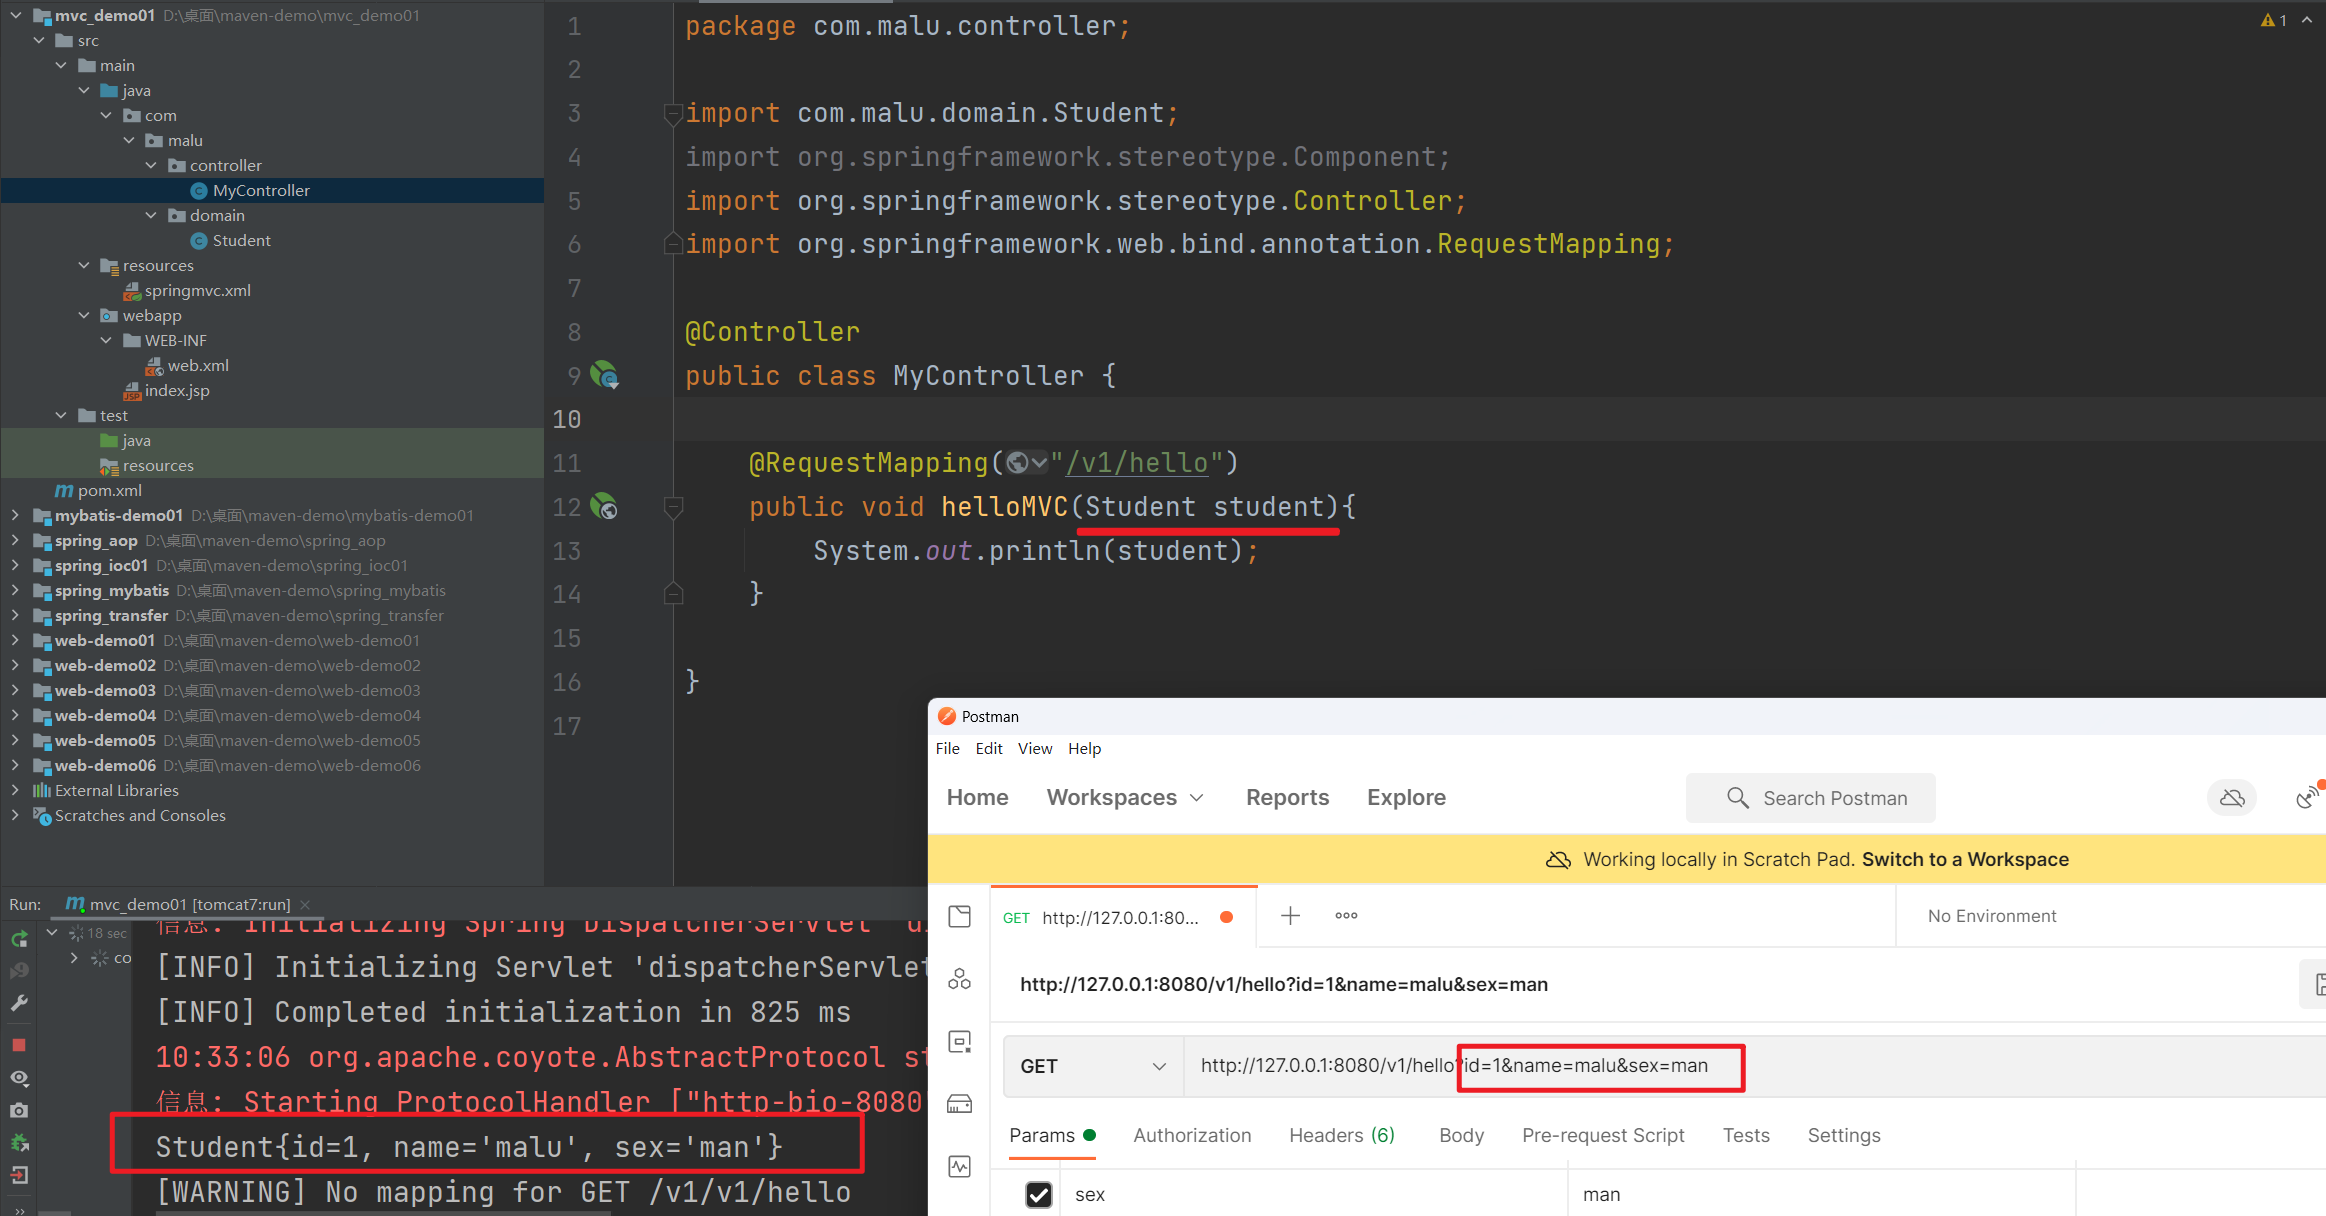 mvc_demo01 D:\桌面\maven-demo\mvc_demo01
src
main
java
com
malu
controller
MyController
domain
Student
resources
springmvc.xml
webapp
WEB-INF
web.xml
index.jsp
test
java
resources
pom.xml
mybatis-demo01 D:\桌面\maven-demo\mybatis-demo01
spring_aop D:\桌面\maven-demo\spring_aop
spring_ioc01 D:\桌面\maven-demo\spring_ioc01
spring_mybatis D:\桌面\maven-demo\spring_mybatis
spring_transfer D:\桌面\maven-demo\spring_transfer
web-demo01 D:\桌面\maven-demo\web-demo01
web-demo02 D:\桌面\maven-demo\web-demo02
web-demo03 D:\桌面\maven-demo\web-demo03
web-demo04 D:\桌面\maven-demo\web-demo04
web-demo05 D:\桌面\maven-demo\web-demo05
web-demo06 D:\桌面\maven-demo\web-demo06
External Libraries
Scratches and Consoles
1 package com.malu.controller;
2
3 import com.malu.domain.Student;
4 import org.springframework.stereotype.Component;
5 import org.springframework.stereotype.Controller;
6 import org.springframework.web.bind.annotation.RequestMapping;
7
8 @Controller
9 public class MyController {
10
11 @RequestMapping("/v1/hello")
12 public void helloMVC(Student student){
13 System.out.println(student);
14 }
15
16 }
17
1
Run: mvc_demo01 [tomcat7:run]
18 sec
co
信息: Initializing Spring DispatcherServlet 'di
[INFO] Initializing Servlet 'dispatcherServlet
[INFO] Completed initialization in 825 ms
10:33:06 org.apache.coyote.AbstractProtocol st
信息: Starting ProtocolHandler ["http-bio-8080"
Student{id=1, name='malu', sex='man'}
[WARNING] No mapping for GET /v1/v1/hello
Postman
File Edit View Help
Home Workspaces Reports Explore Search Postman
Working locally in Scratch Pad. Switch to a Workspace
GET http://127.0.0.1:80... No Environment
http://127.0.0.1:8080/v1/hello?id=1&name=malu&sex=man
GET http://127.0.0.1:8080/v1/hello?id=1&name=malu&sex=man
Params Authorization Headers (6) Body Pre-request Script Tests Settings
sex man